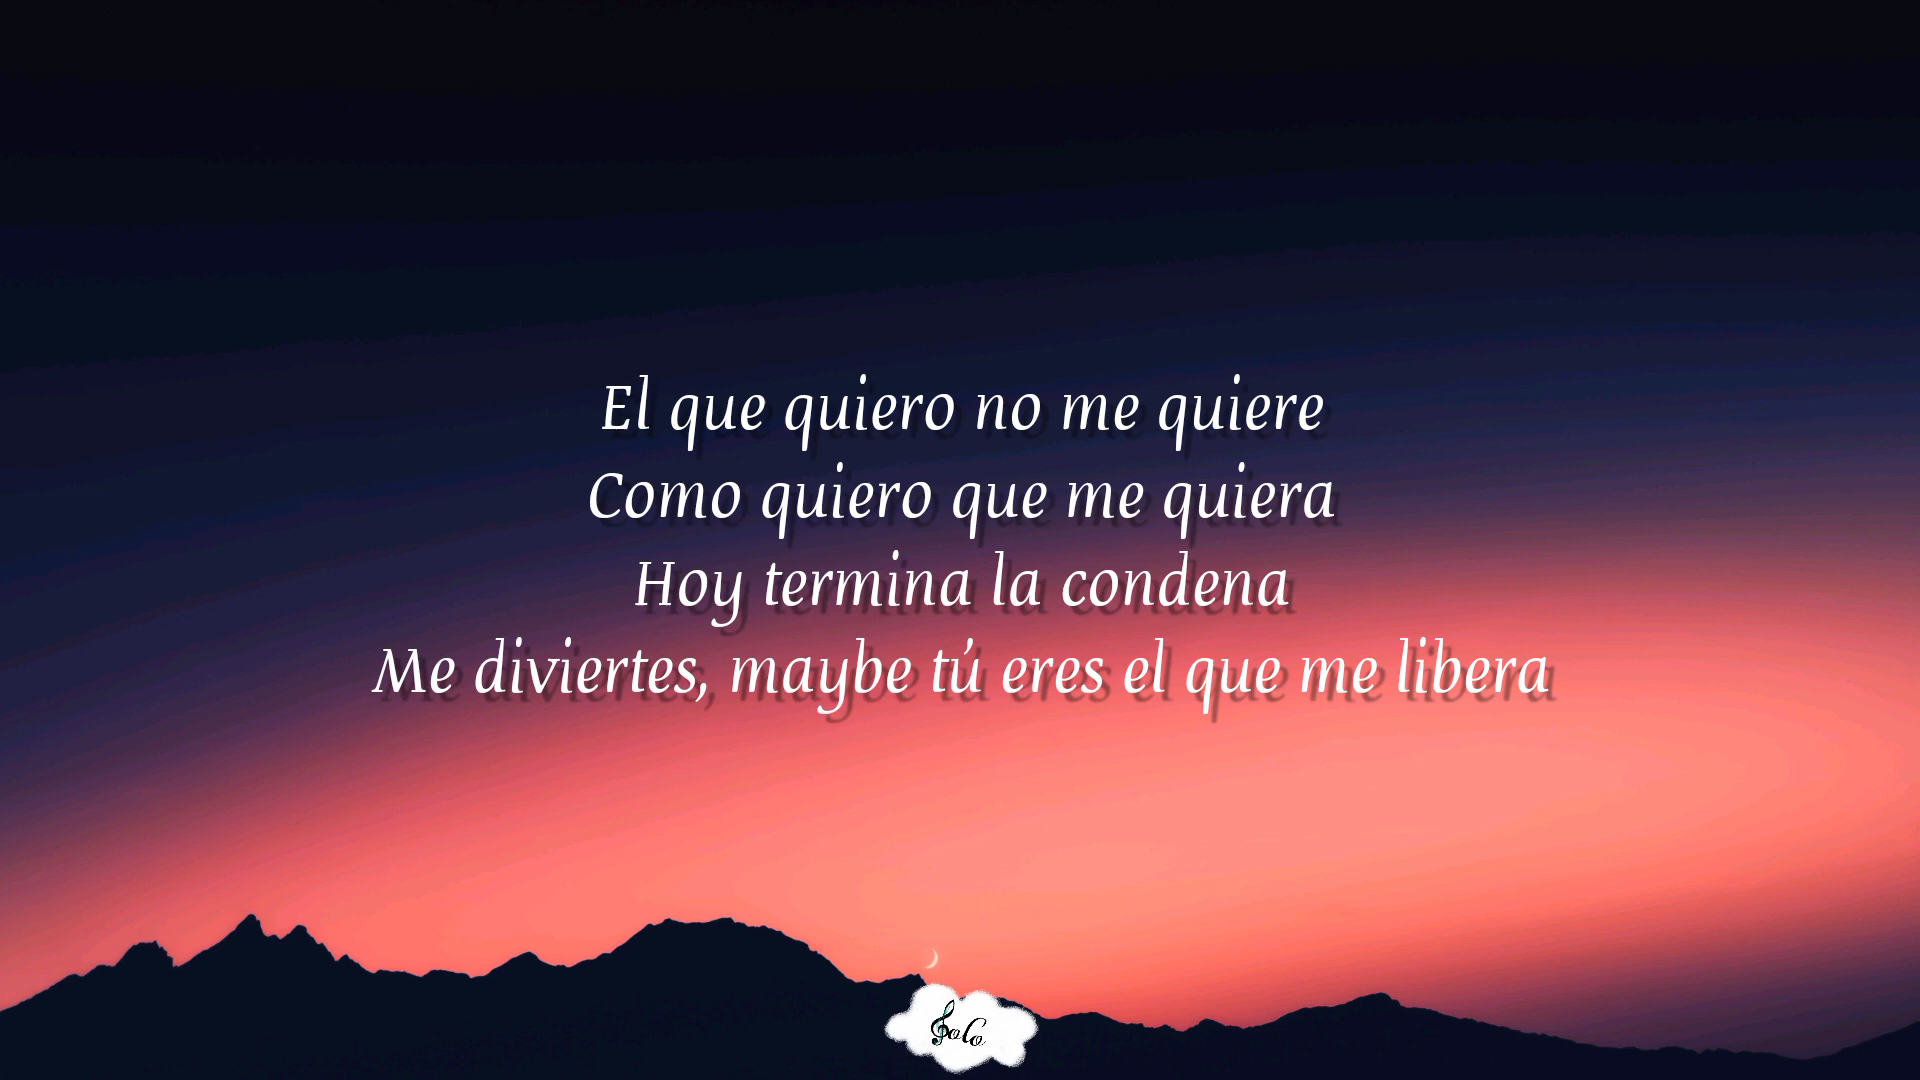 El que quiero no me quiere
Como quiero que me quiera
Hoy termina la condena
Me diviertes, maybe tú eres el que me libera
SoLo